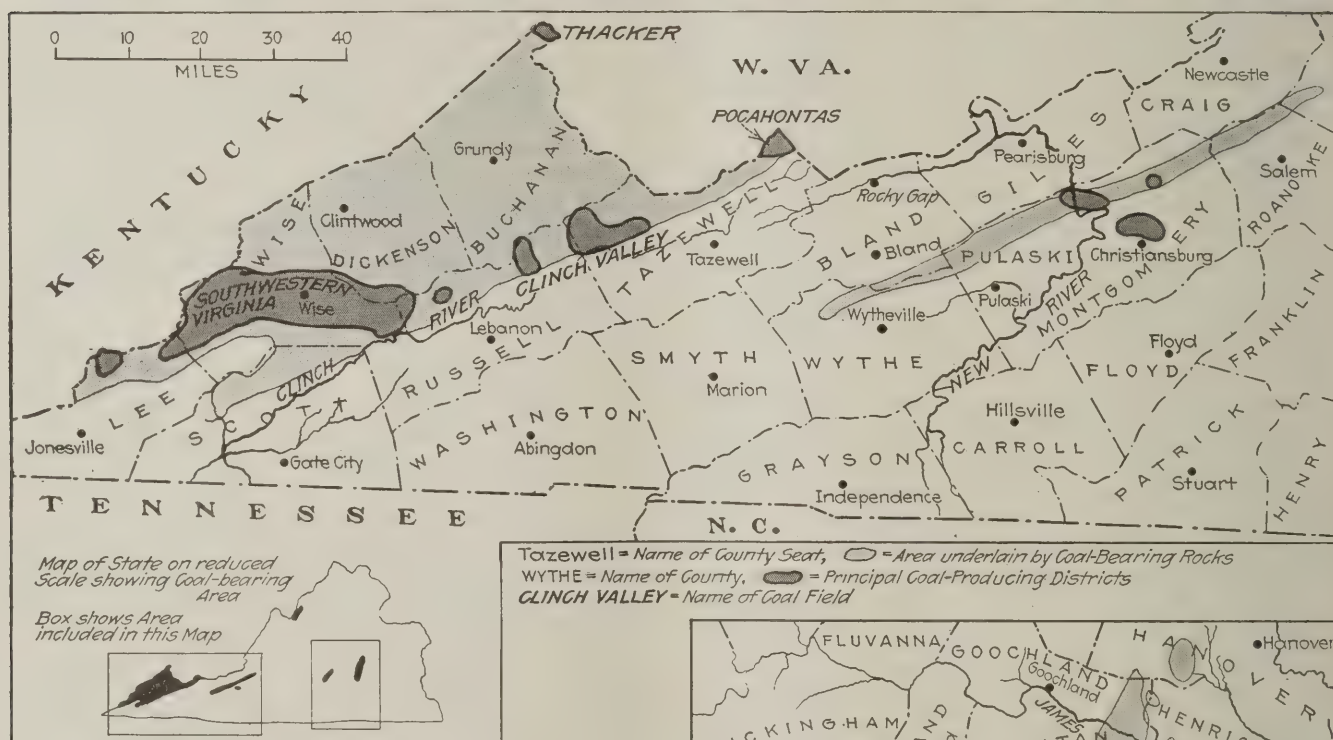 0 10 20 30 40
MILES
THACKER
W. VA.
KENTUCKY
POCAHONTAS
Newcastle
CRAIG
Grundy
Pearisburg
GILES
Salem
ROANOKE
BUCHANAN
Rocky Gap
Clintwood
WISE
DICKENSON
TAZEWELL
Tazewell
BLAND
Bland
PULASKI
Christiansburg
MONTGOMERY
CLINCH VALLEY
SOUTHWESTERN
VIRGINIA
Wise
RIVER
Lebanon
Pulaski
RIVER
Wytheville
RUSSELL
SMYTH
WYTHE
Floyd
FRANKLIN
CLINCH
Marion
NEW
FLOYD
LEE
SCOTT
WASHINGTON
Hillsville
Jonesville
Abingdon
CARROLL
PATRICK
Gate City
GRAYSON
Stuart
HENRY
Independence
TENNESSEE
N. C.
Map of State on reduced
Scale showing Coal-bearing
Area
Box shows Area
included in this Map
Tazewell = Name of County Seat, = Area underlain by Coal-Bearing Rocks
WYTHE = Name of County, = Principal Coal-Producing Districts
CLINCH VALLEY = Name of Coal Field
FLUVANNA
GOOCHLAND
Goochland
HANOVER
Hanover
JAMES
HENRI
CKINGHAM